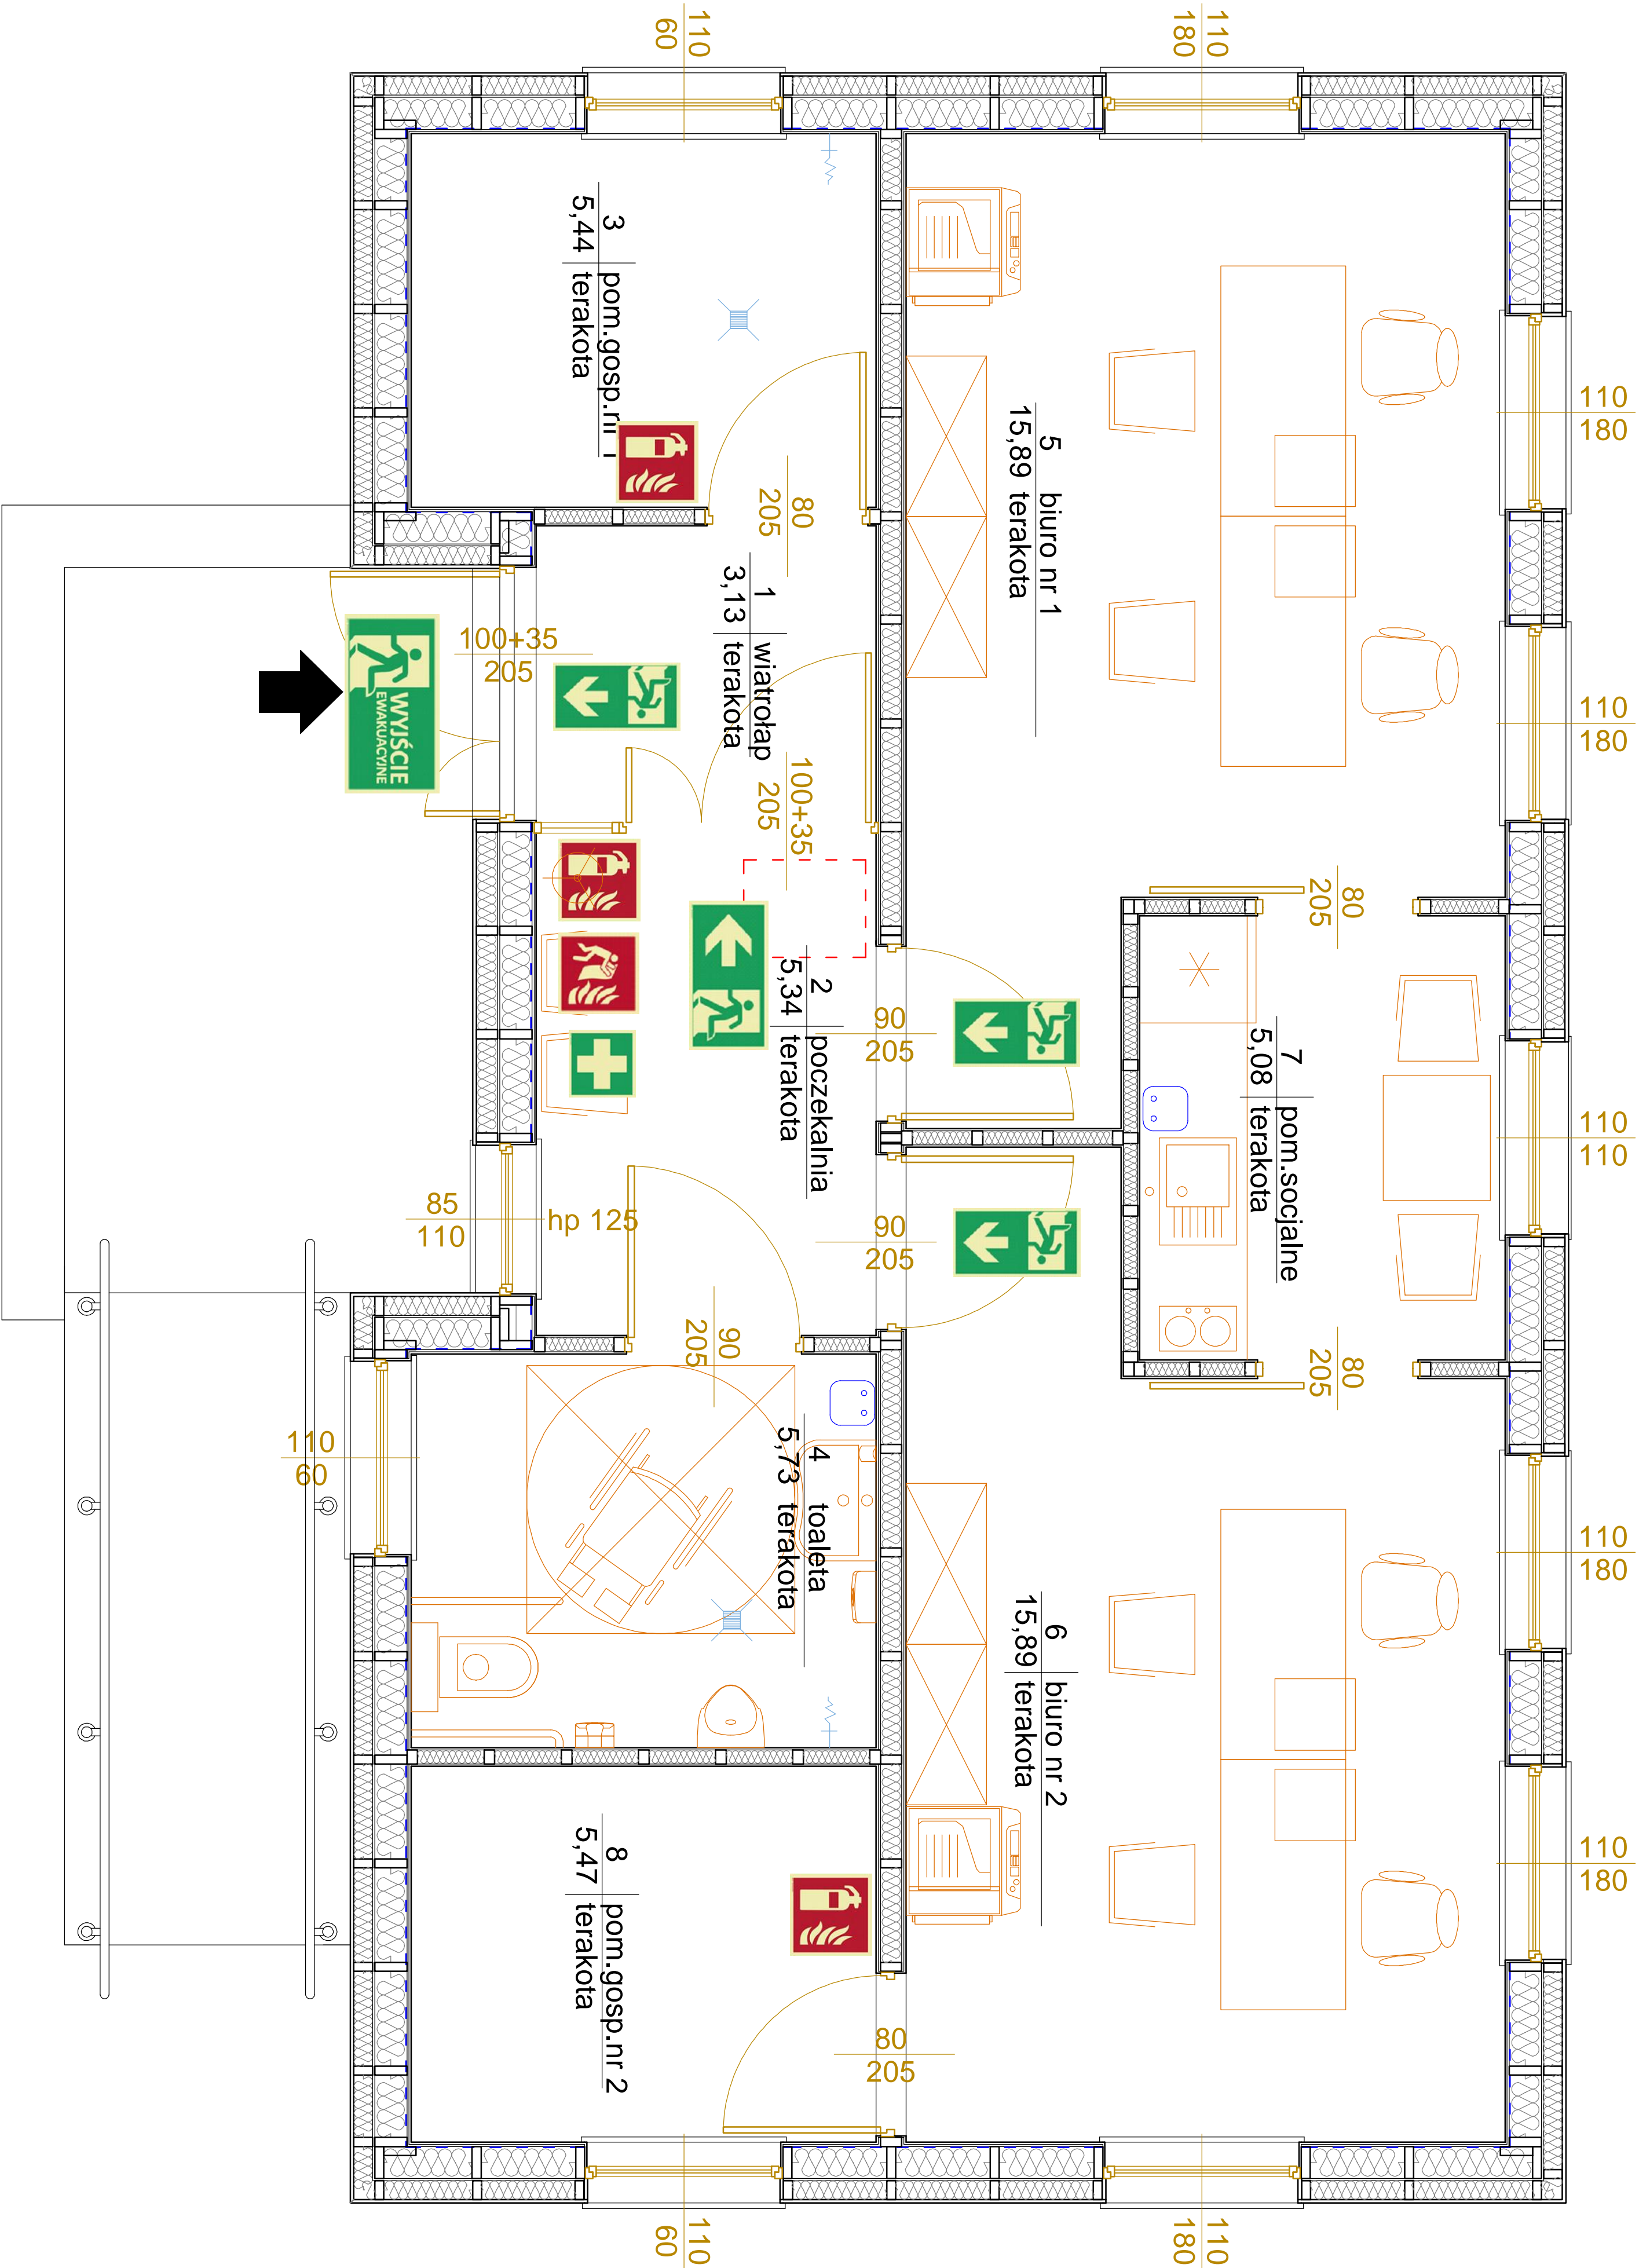 110
60
110
180
3 pom.gosp.nr 1
5,44 terakota
5 biuro nr 1
15,89 terakota
110
180
80
205
1 wiatrołap
3,13 terakota
100+35
205
WYJŚCIE
EWAKUACYJNE
110
180
100+35
205
80
205
2 poczekalnia
5,34 terakota
90
205
7 pom.socjalne
5,08 terakota
110
110
85
110
hp 125
90
205
90
205
80
205
110
60
4 toaleta
5,73 terakota
110
180
6 biuro nr 2
15,89 terakota
110
180
8 pom.gosp.nr 2
5,47 terakota
80
205
110
60
110
180